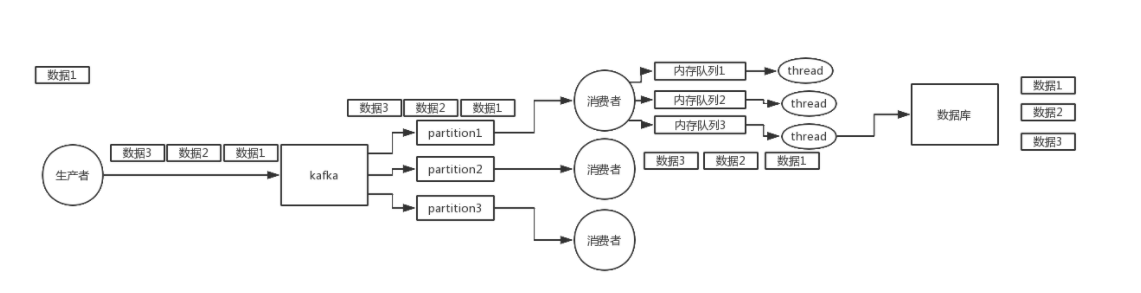 数据1
内存队列1
thread
数据3 数据2 数据1
消费者
内存队列2
thread
数据库
数据1
数据2
数据3
partition1
内存队列3
thread
数据3 数据2 数据1
生产者
kafka
partition2
消费者
数据3 数据2 数据1
partition3
消费者